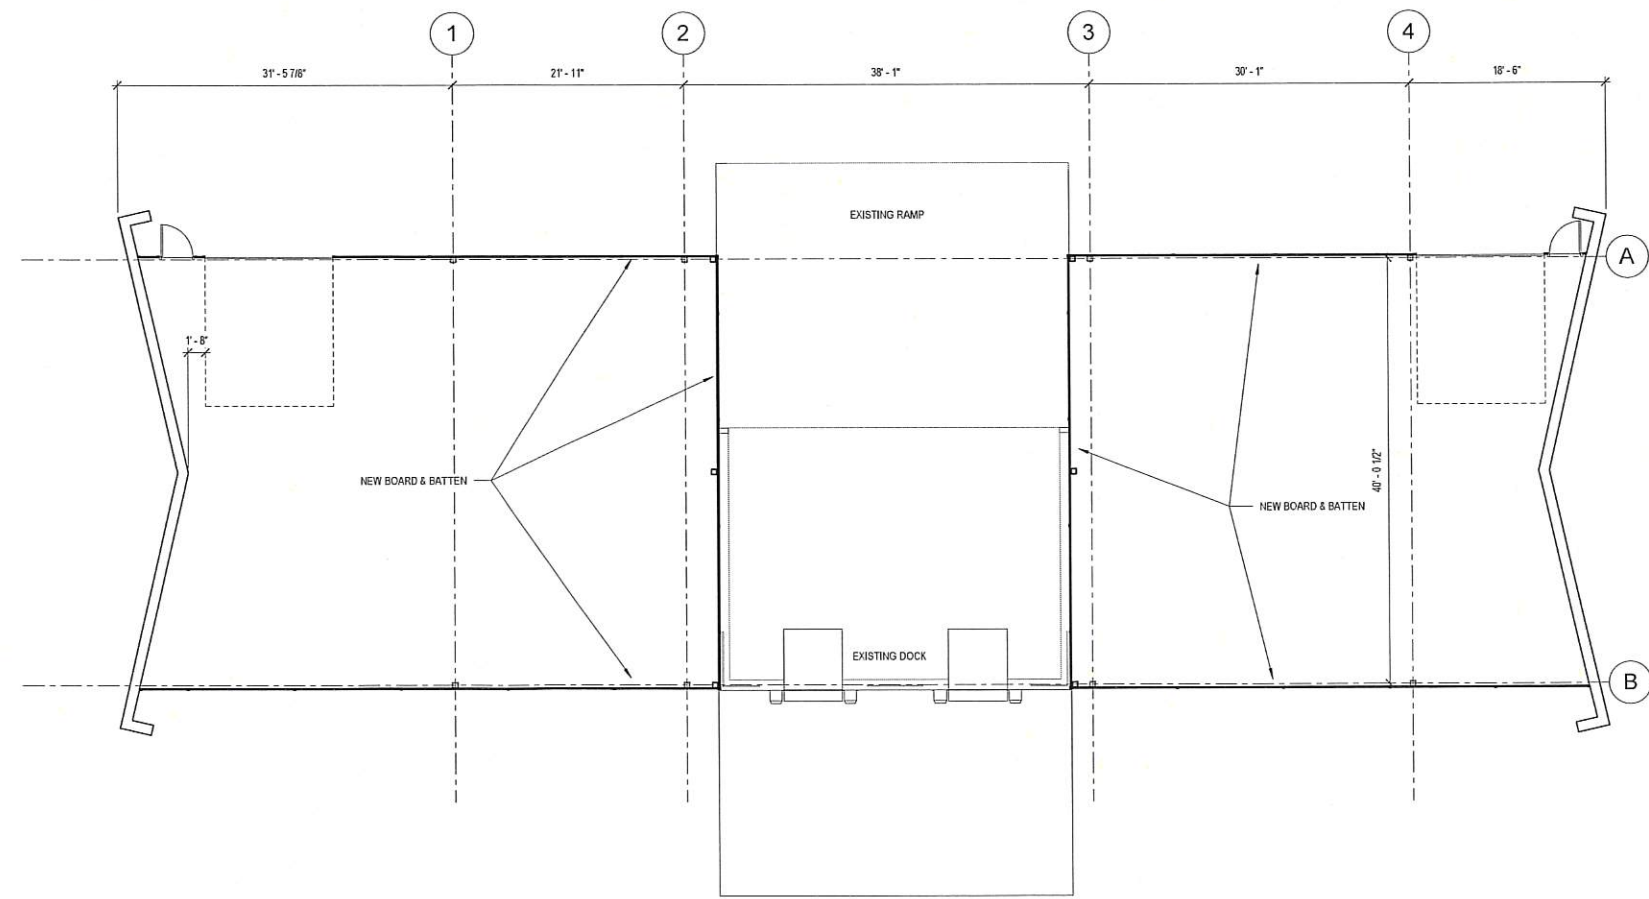 1
2
3
4
31' - 5 7/8"
21' - 11"
38' - 1"
30' - 1"
18' - 6"
EXISTING RAMP
A
1' - 8"
NEW BOARD & BATTEN
40' - 0 1/2"
NEW BOARD & BATTEN
EXISTING DOCK
B